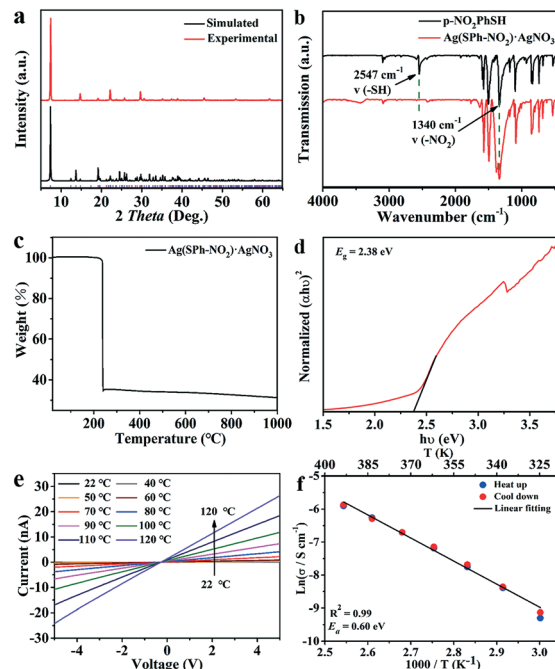 a
Simulated
Experimental
Intensity (a.u.)
10 20 30 40 50 60
2 Theta (Deg.)
b
p-NO₂PhSH
Ag(SPh-NO₂)·AgNO₃
2547 cm⁻¹
ν (-SH)
1340 cm⁻¹
ν (-NO₂)
Transmission (a.u.)
4000 3000 2000 1000
Wavenumber (cm⁻¹)
c
Ag(SPh-NO₂)·AgNO₃
Weight (%)
100
80
60
40
0 200 400 600 800 1000
Temperature (℃)
d
E_g = 2.38 eV
Normalized (αhυ)²
1.5 2.0 2.5 3.0 3.5
hυ (eV)
e
22 ℃ 40 ℃
50 ℃ 60 ℃
70 ℃ 80 ℃
90 ℃ 100 ℃
110 ℃ 120 ℃
120 ℃
22 ℃
Current (nA)
30
20
10
0
-10
-20
-30
-4 -2 0 2 4
Voltage (V)
f
T (K)
400 385 370 355 340 325
Heat up
Cool down
Linear fitting
R² = 0.99
E_a = 0.60 eV
Ln(σ / S cm⁻¹)
-5
-6
-7
-8
-9
2.5 2.6 2.7 2.8 2.9 3.0
1000 / T (K⁻¹)